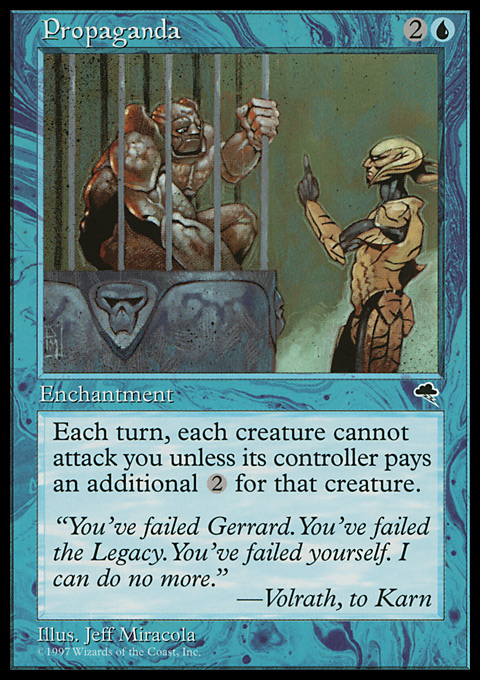 Propaganda 2
Enchantment
Each turn, each creature cannot
attack you unless its controller pays
an additional 2 for that creature.
“You’ve failed Gerrard. You’ve failed
the Legacy. You’ve failed yourself. I
can do no more.”
—Volrath, to Karn
Illus. Jeff Miracola
©1997 Wizards of the Coast, Inc.